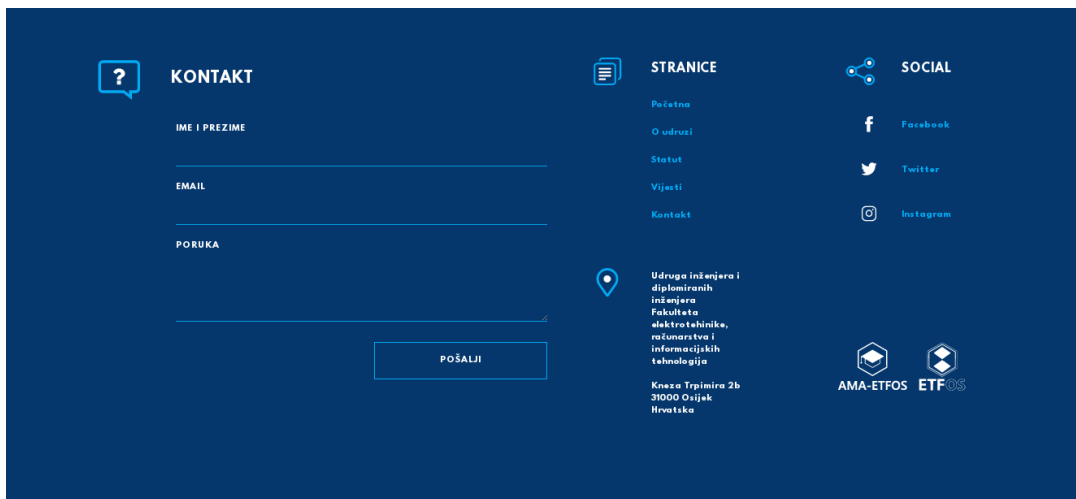 KONTAKT
IME I PREZIME
EMAIL
PORUKA
POŠALJI
STRANICE
Početna
O udruzi
Statut
Vijesti
Kontakt
Udruga inženjera i
diplomiranih
inženjera
Fakulteta
elektrotehinike,
računarstva i
informacijskih
tehnologija
Kneza Trpimira 2b
31000 Osijek
Hrvatska
SOCIAL
Facebook
Twitter
Instagram
AMA-ETFOS
ETFOS